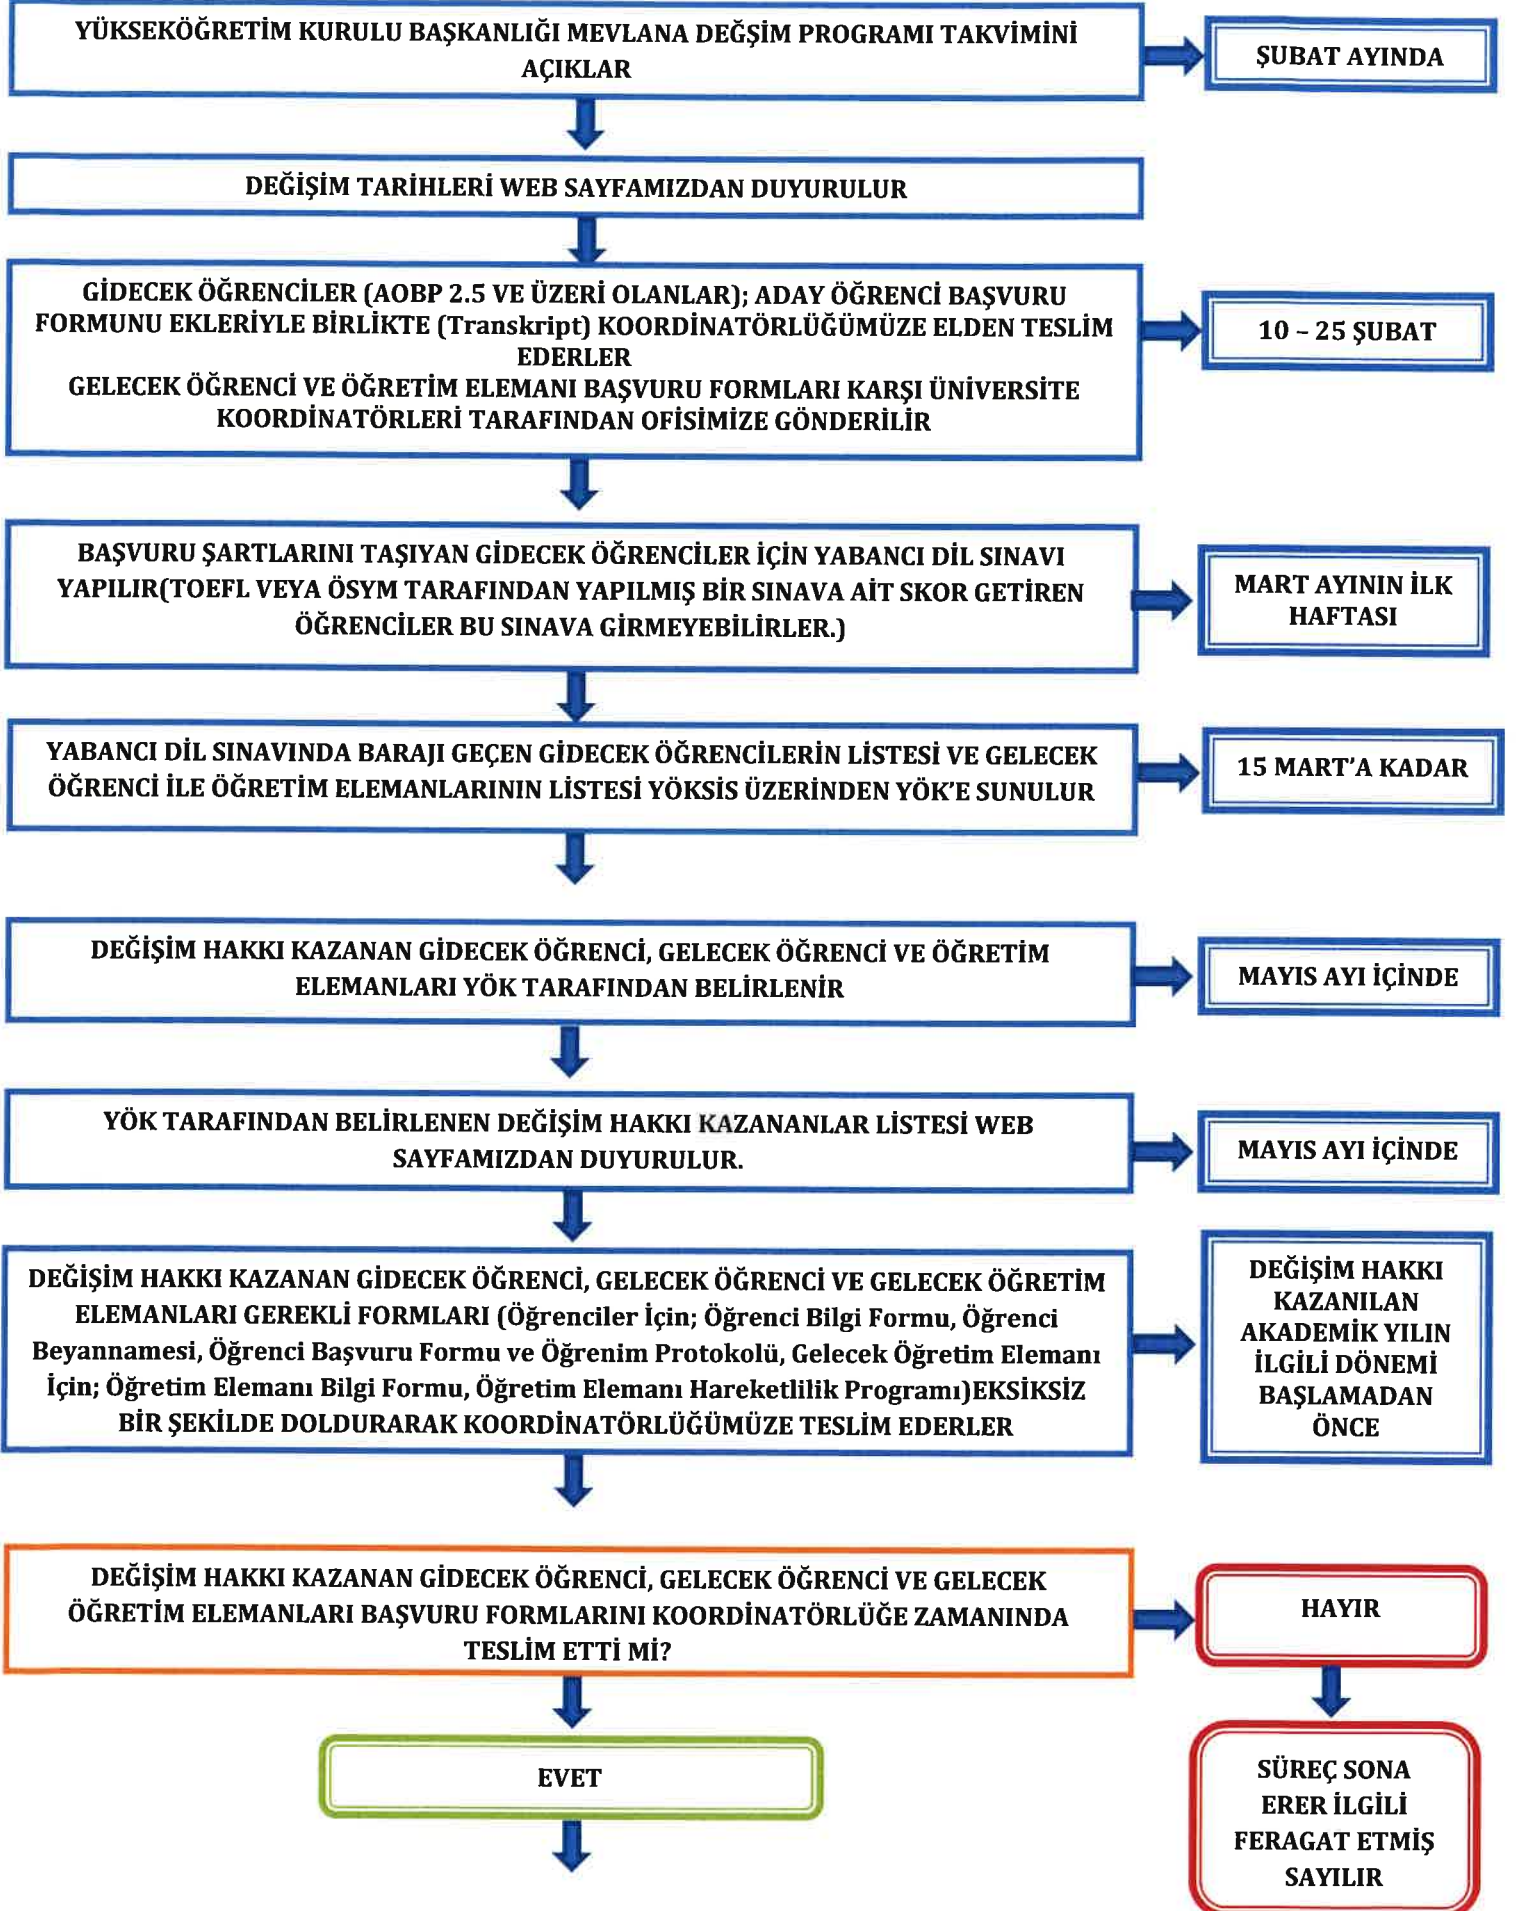 YÜKSEKÖĞRETİM KURULU BAŞKANLIĞI MEVLANA DEĞŞİM PROGRAMI TAKVİMİNİ
AÇIKLAR
ŞUBAT AYINDA
DEĞİŞİM TARİHLERİ WEB SAYFAMIZDAN DUYURULUR
GİDECEK ÖĞRENCİLER (AOBP 2.5 VE ÜZERİ OLANLAR); ADAY ÖĞRENCİ BAŞVURU
FORMUNU EKLERİYLE BİRLİKTE (Transkript) KOORDİNATÖRLÜĞÜMÜZE ELDEN TESLİM
EDERLER
GELECEK ÖĞRENCİ VE ÖĞRETİM ELEMANI BAŞVURU FORMLARI KARŞI ÜNİVERSİTE
KOORDİNATÖRLERİ TARAFINDAN OFİSİMİZE GÖNDERİLİR
10 – 25 ŞUBAT
BAŞVURU ŞARTLARINI TAŞIYAN GİDECEK ÖĞRENCİLER İÇİN YABANCI DİL SINAVI
YAPILIR(TOEFL VEYA ÖSYM TARAFINDAN YAPILMIŞ BİR SINAVA AİT SKOR GETİREN
ÖĞRENCİLER BU SINAVA GİRMEYEBİLİRLER.)
MART AYININ İLK
HAFTASI
YABANCI DİL SINAVINDA BARAJI GEÇEN GİDECEK ÖĞRENCİLERİN LİSTESİ VE GELECEK
ÖĞRENCİ İLE ÖĞRETİM ELEMANLARININ LİSTESİ YÖKSİS ÜZERİNDEN YÖK'E SUNULUR
15 MART'A KADAR
DEĞİŞİM HAKKI KAZANAN GİDECEK ÖĞRENCİ, GELECEK ÖĞRENCİ VE ÖĞRETİM
ELEMANLARI YÖK TARAFINDAN BELİRLENİR
MAYIS AYI İÇİNDE
YÖK TARAFINDAN BELİRLENEN DEĞİŞİM HAKKI KAZANANLAR LİSTESİ WEB
SAYFAMIZDAN DUYURULUR.
MAYIS AYI İÇİNDE
DEĞİŞİM HAKKI KAZANAN GİDECEK ÖĞRENCİ, GELECEK ÖĞRENCİ VE GELECEK ÖĞRETİM
ELEMANLARI GEREKLİ FORMLARI (Öğrenciler İçin; Öğrenci Bilgi Formu, Öğrenci
Beyannamesi, Öğrenci Başvuru Formu ve Öğrenim Protokolü, Gelecek Öğretim Elemanı
İçin; Öğretim Elemanı Bilgi Formu, Öğretim Elemanı Hareketlilik Programı)EKSİKSİZ
BİR ŞEKİLDE DOLDURARAK KOORDİNATÖRLÜĞÜMÜZE TESLİM EDERLER
DEĞİŞİM HAKKI
KAZANILAN
AKADEMİK YILIN
İLGİLİ DÖNEMİ
BAŞLAMADAN
ÖNCE
DEĞİŞİM HAKKI KAZANAN GİDECEK ÖĞRENCİ, GELECEK ÖĞRENCİ VE GELECEK
ÖĞRETİM ELEMANLARI BAŞVURU FORMLARINI KOORDİNATÖRLÜĞE ZAMANINDA
TESLİM ETTİ Mİ?
HAYIR
EVET
SÜREÇ SONA
ERER İLGİLİ
FERAGAT ETMİŞ
SAYILIR